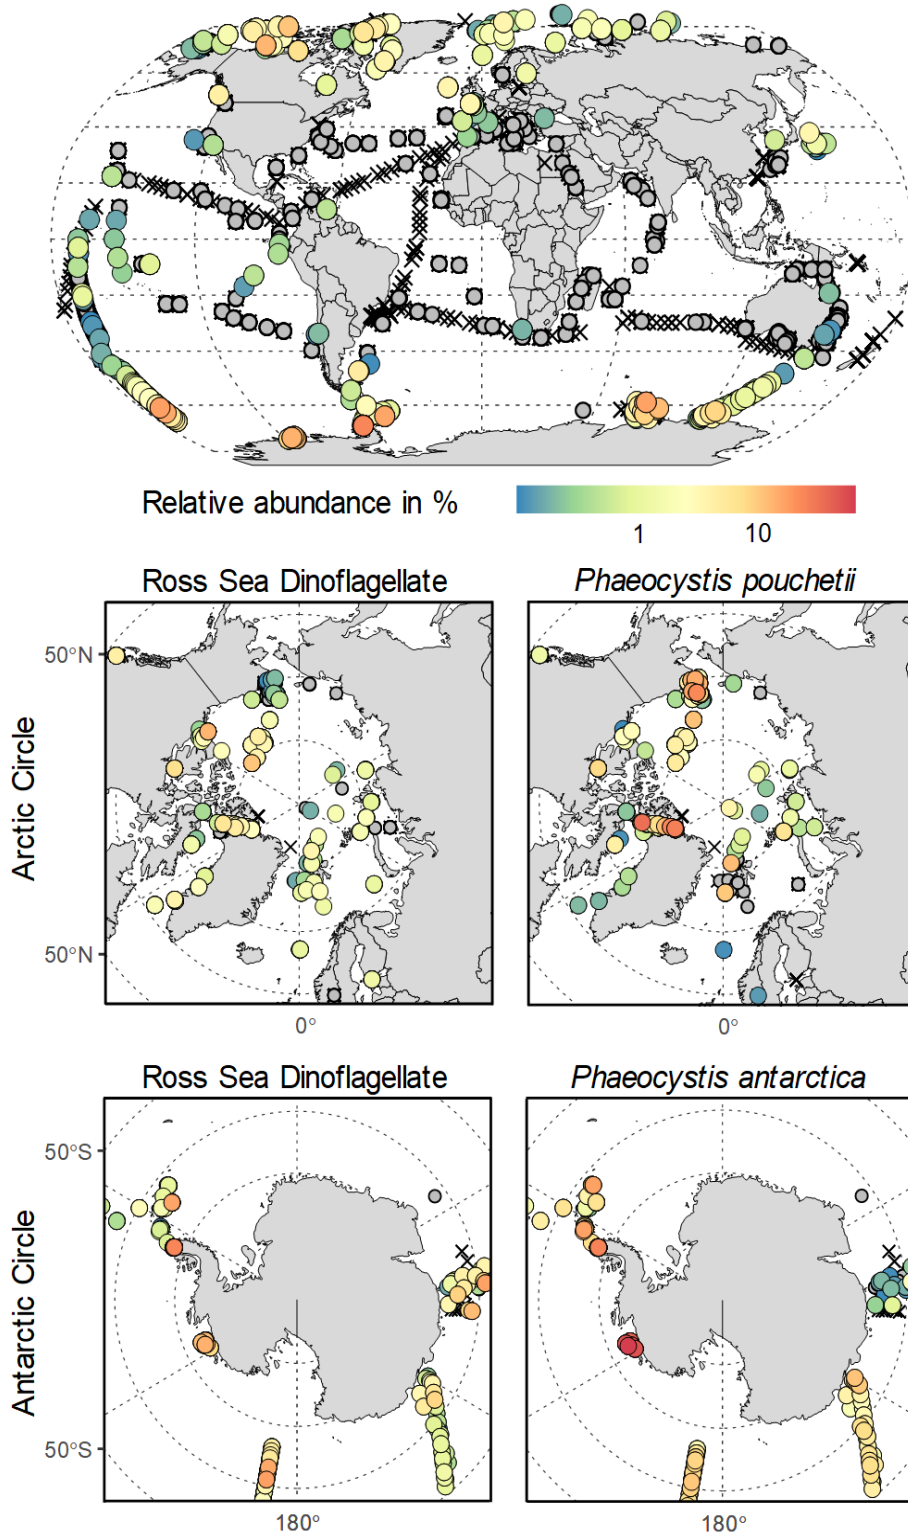 Relative abundance in %
1 10
Ross Sea Dinoflagellate
Phaeocystis pouchetii
Arctic Circle
50°N
50°N
0°
0°
Ross Sea Dinoflagellate
Phaeocystis antarctica
Antarctic Circle
50°S
50°S
180°
180°